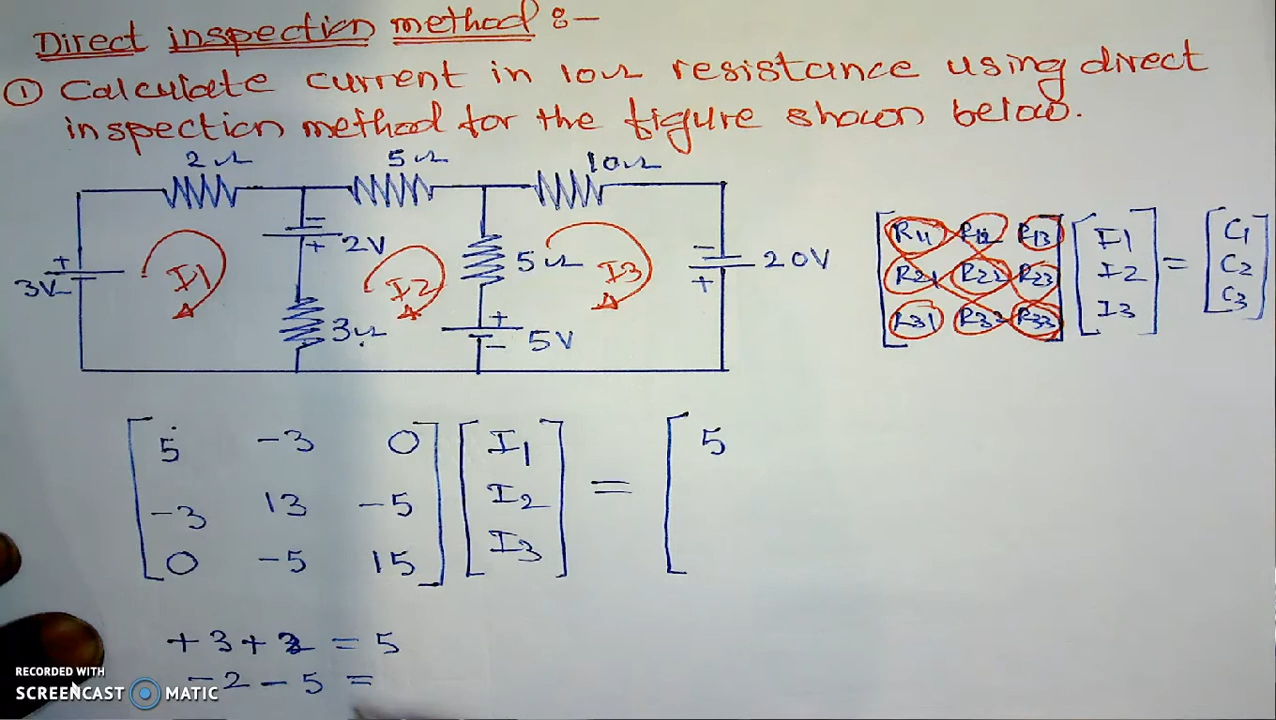 Direct inspection method :-
① Calculate current in 10Ω resistance using direct
inspection method for the figure shown below.
2Ω 5Ω 10Ω
+ 3V I1 - + 2V 3Ω I2 5Ω + - 5V I3 - + 20V
R11 R12 R13 I1 C1
R21 R22 R23 I2 = C2
R31 R32 R33 I3 C3
5 -3 0 I1 5
-3 13 -5 I2 =
0 -5 15 I3
+3+2 = 5
-2-5 =
RECORDED WITH
SCREENCAST MATIC